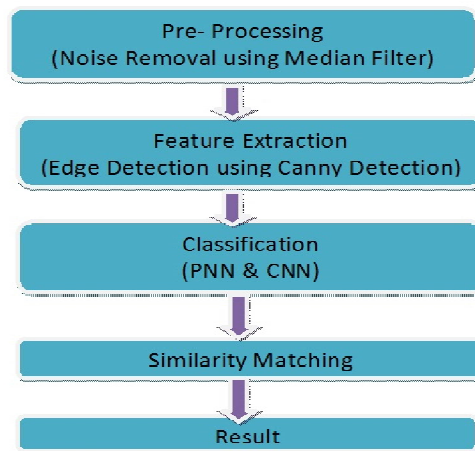 Pre- Processing
(Noise Removal using Median Filter)
Feature Extraction
(Edge Detection using Canny Detection)
Classification
(PNN & CNN)
Similarity Matching
Result